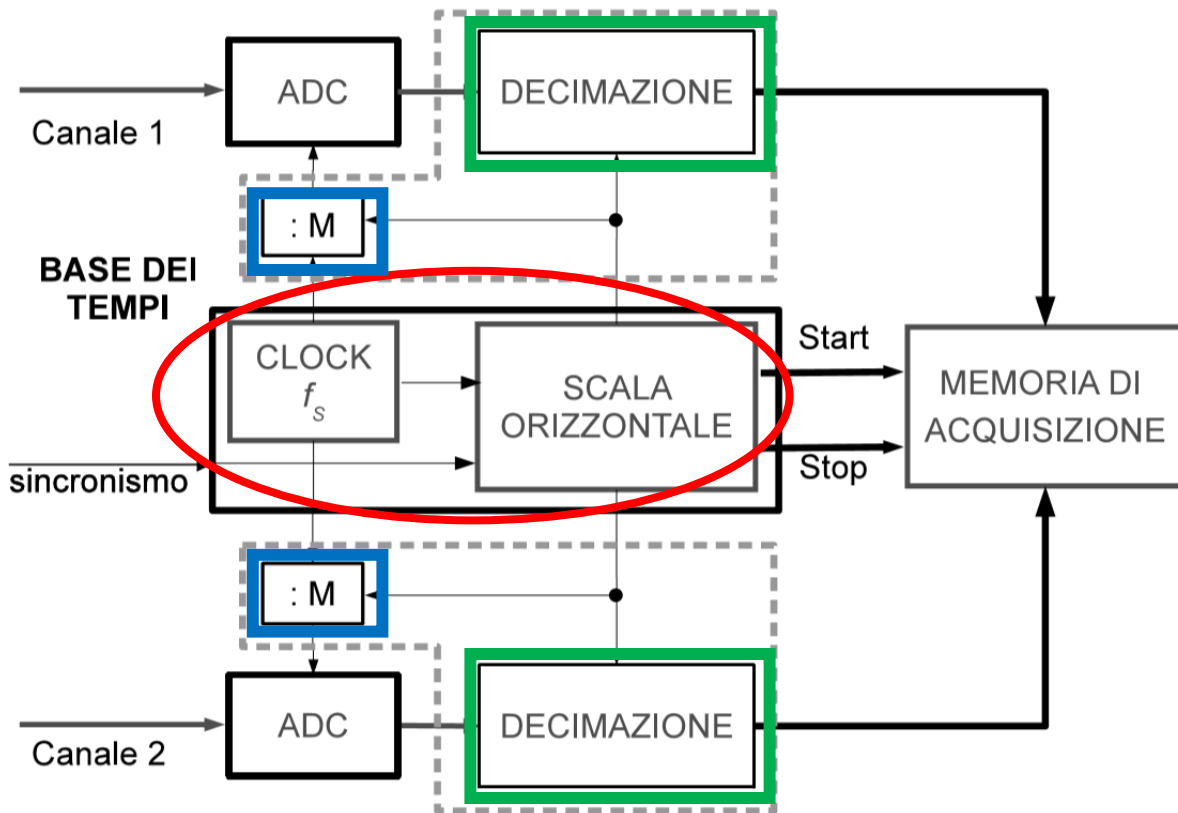 ADC
DECIMAZIONE
Canale 1
: M
BASE DEI
TEMPI
CLOCK
f_S
SCALA
ORIZZONTALE
Start
Stop
MEMORIA DI
ACQUISIZIONE
sincronismo
: M
ADC
DECIMAZIONE
Canale 2